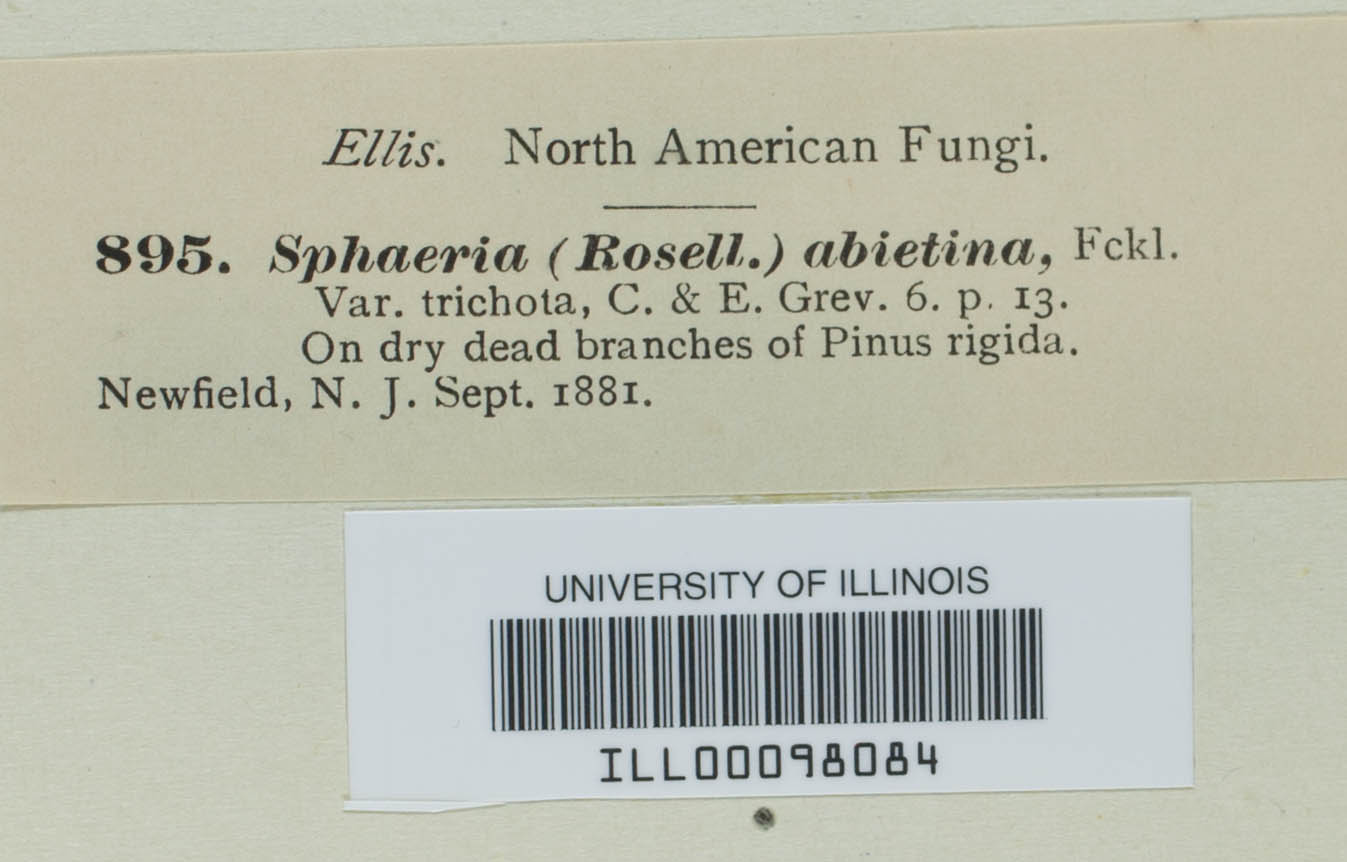 Ellis. North American Fungi.
895. Sphaeria (Rosell.) abietina, Fckl.
Var. trichota, C. & E. Grev. 6. p. 13.
On dry dead branches of Pinus rigida.
Newfield, N. J. Sept. 1881.
UNIVERSITY OF ILLINOIS
ILL00098084